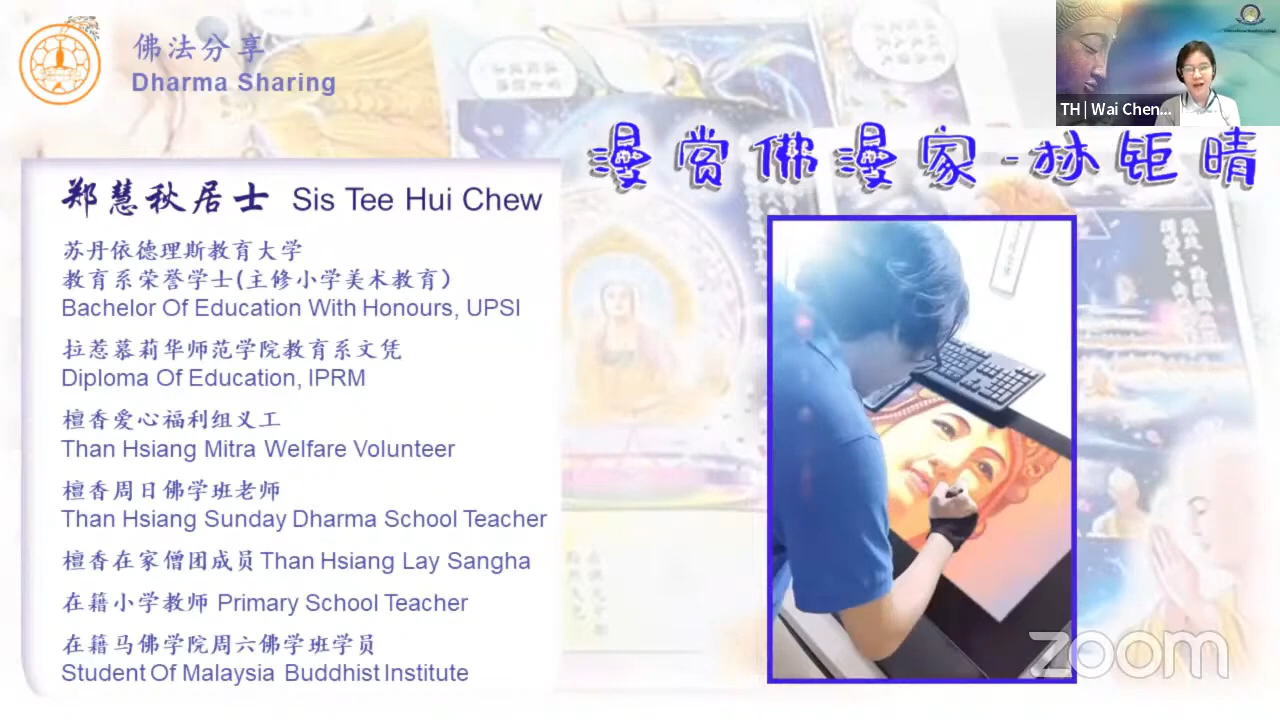 佛法分享
Dharma Sharing
TH | Wai Chen...
漫赏佛漫家-林钜晴
郑慧秋居士 Sis Tee Hui Chew
苏丹依德理斯教育大学
教育系荣誉学士(主修小学美术教育)
Bachelor Of Education With Honours, UPSI
拉惹慕莉华师范学院教育系文凭
Diploma Of Education, IPRM
檀香爱心福利组义工
Than Hsiang Mitra Welfare Volunteer
檀香周日佛学班老师
Than Hsiang Sunday Dharma School Teacher
檀香在家僧团成员 Than Hsiang Lay Sangha
在籍小学教师 Primary School Teacher
在籍马佛学院周六佛学班学员
Student Of Malaysia Buddhist Institute
zoom